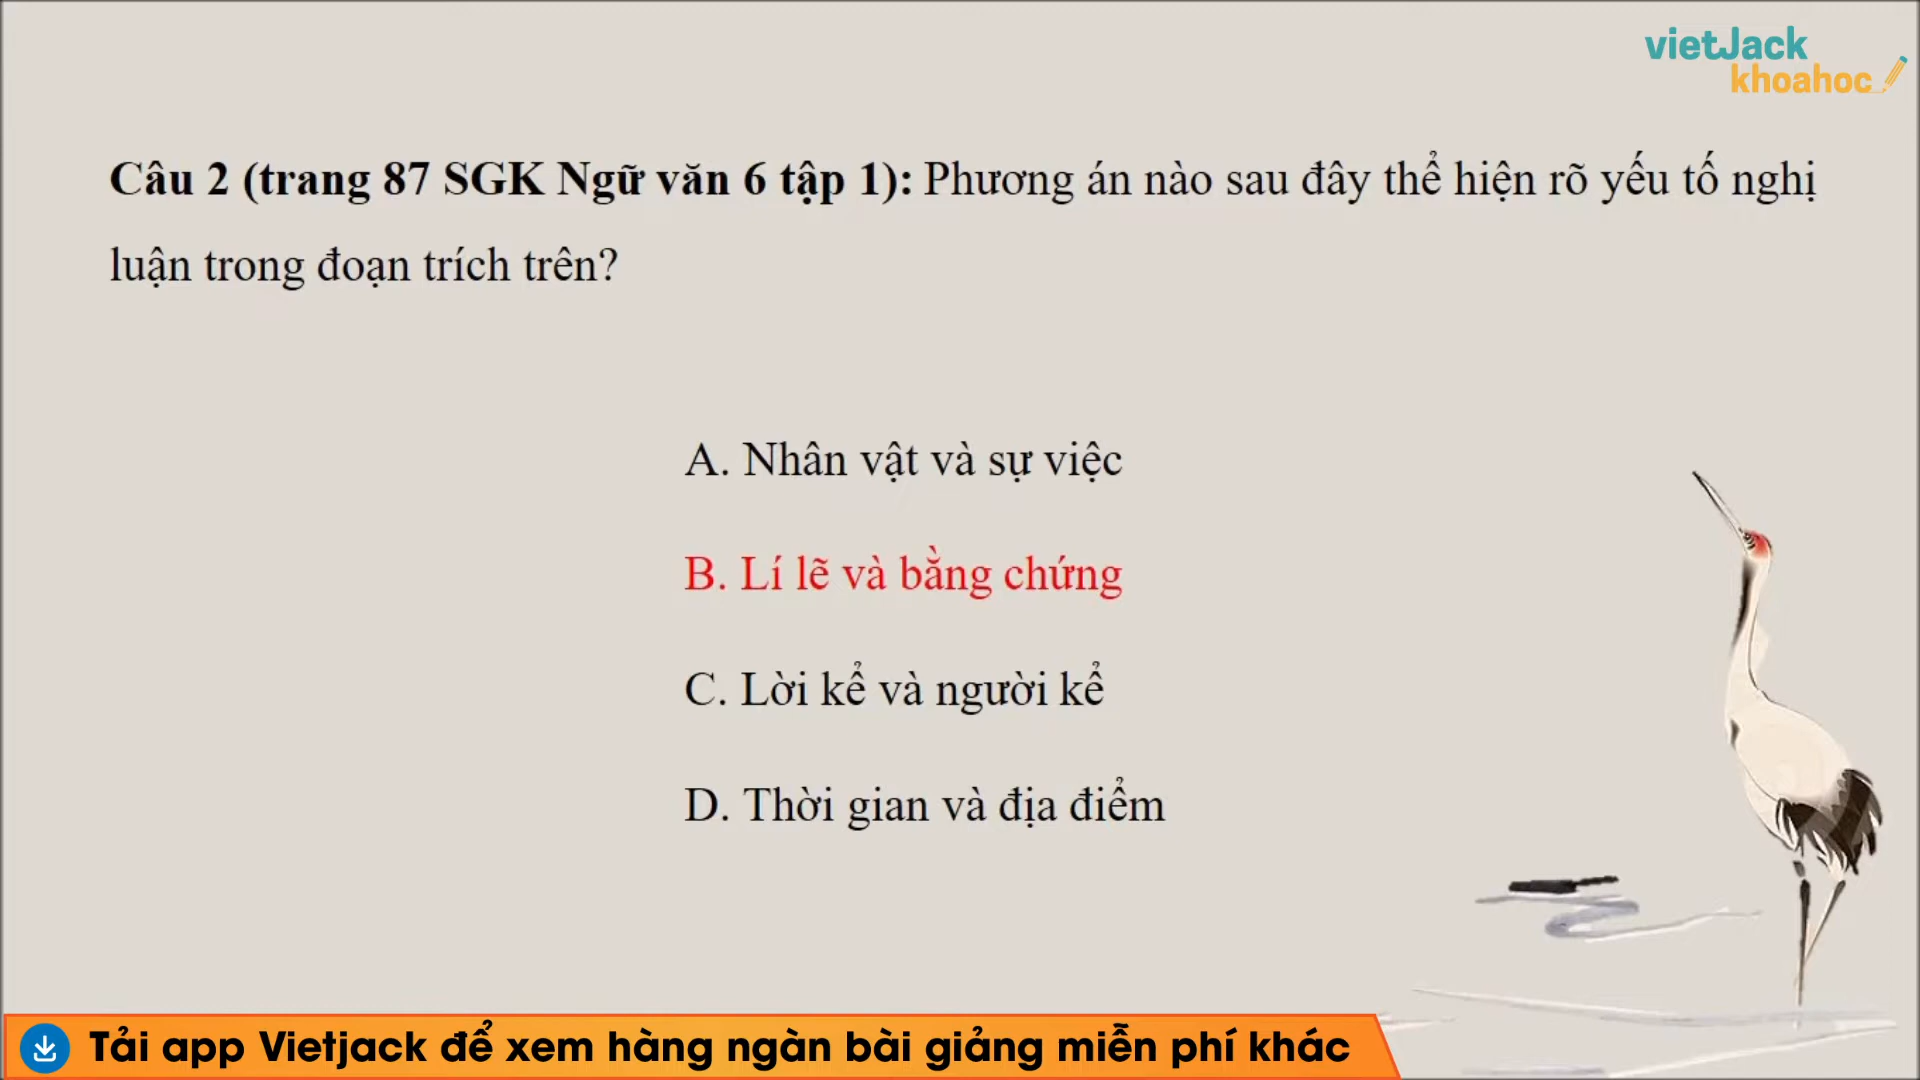 vietJack
khoahoc
Câu 2 (trang 87 SGK Ngữ văn 6 tập 1): Phương án nào sau đây thể hiện rõ yếu tố nghị
luận trong đoạn trích trên?
A. Nhân vật và sự việc
B. Lí lẽ và bằng chứng
C. Lời kể và người kể
D. Thời gian và địa điểm
Tải app Vietjack để xem hàng ngàn bài giảng miễn phí khác